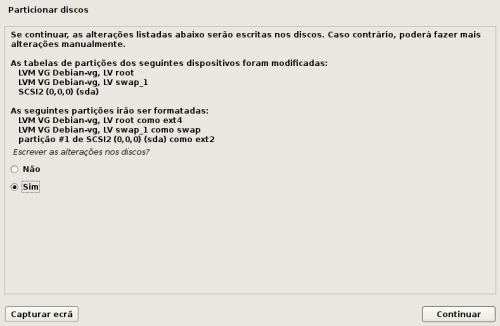 Particionar discos
Se continuar, as alterações listadas abaixo serão escritas nos discos. Caso contrário, poderá fazer mais
alterações manualmente.
As tabelas de partições dos seguintes dispositivos foram modificadas:
LVM VG Debian-vg, LV root
LVM VG Debian-vg, LV swap_1
SCSI2 (0,0,0) (sda)
As seguintes partições irão ser formatadas:
LVM VG Debian-vg, LV root como ext4
LVM VG Debian-vg, LV swap_1 como swap
partição #1 de SCSI2 (0,0,0) (sda) como ext2
Escrever as alterações nos discos?
Não
Sim
Capturar ecrã
Continuar